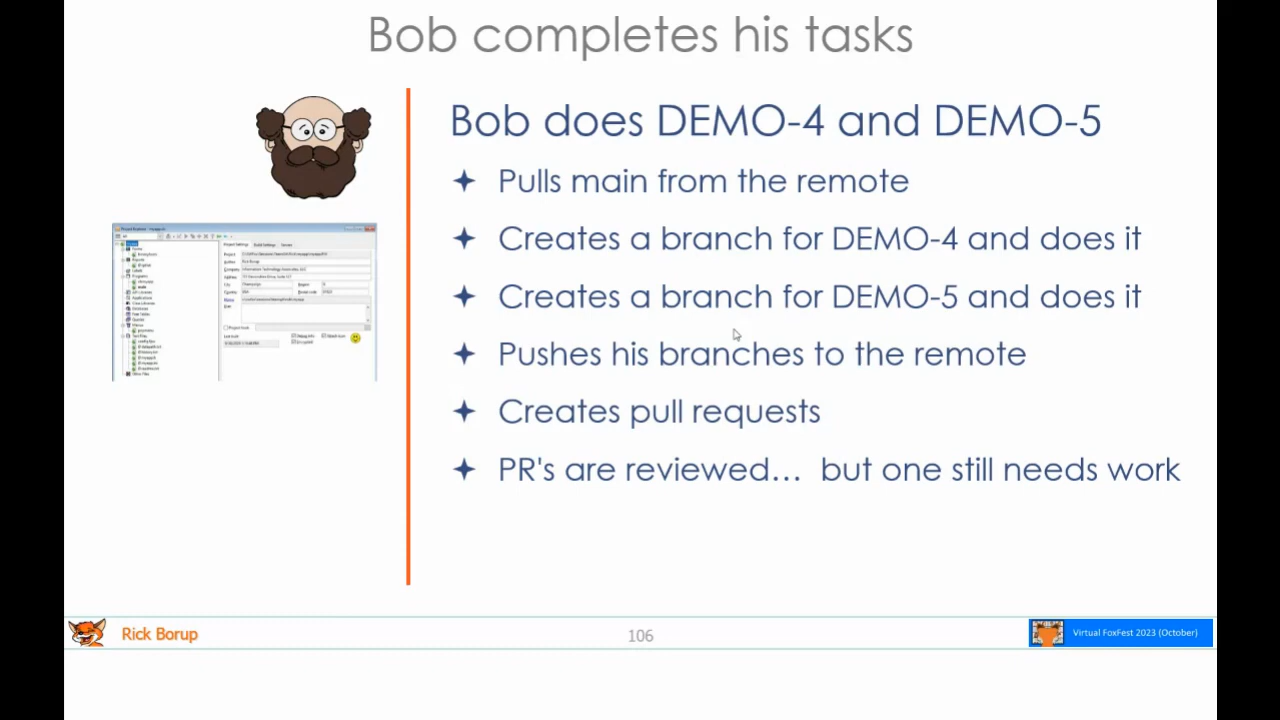 Bob completes his tasks
Bob does DEMO-4 and DEMO-5
Pulls main from the remote
Creates a branch for DEMO-4 and does it
Creates a branch for DEMO-5 and does it
Pushes his branches to the remote
Creates pull requests
PR's are reviewed... but one still needs work
Rick Borup
106
Virtual FoxFest 2023 (October)